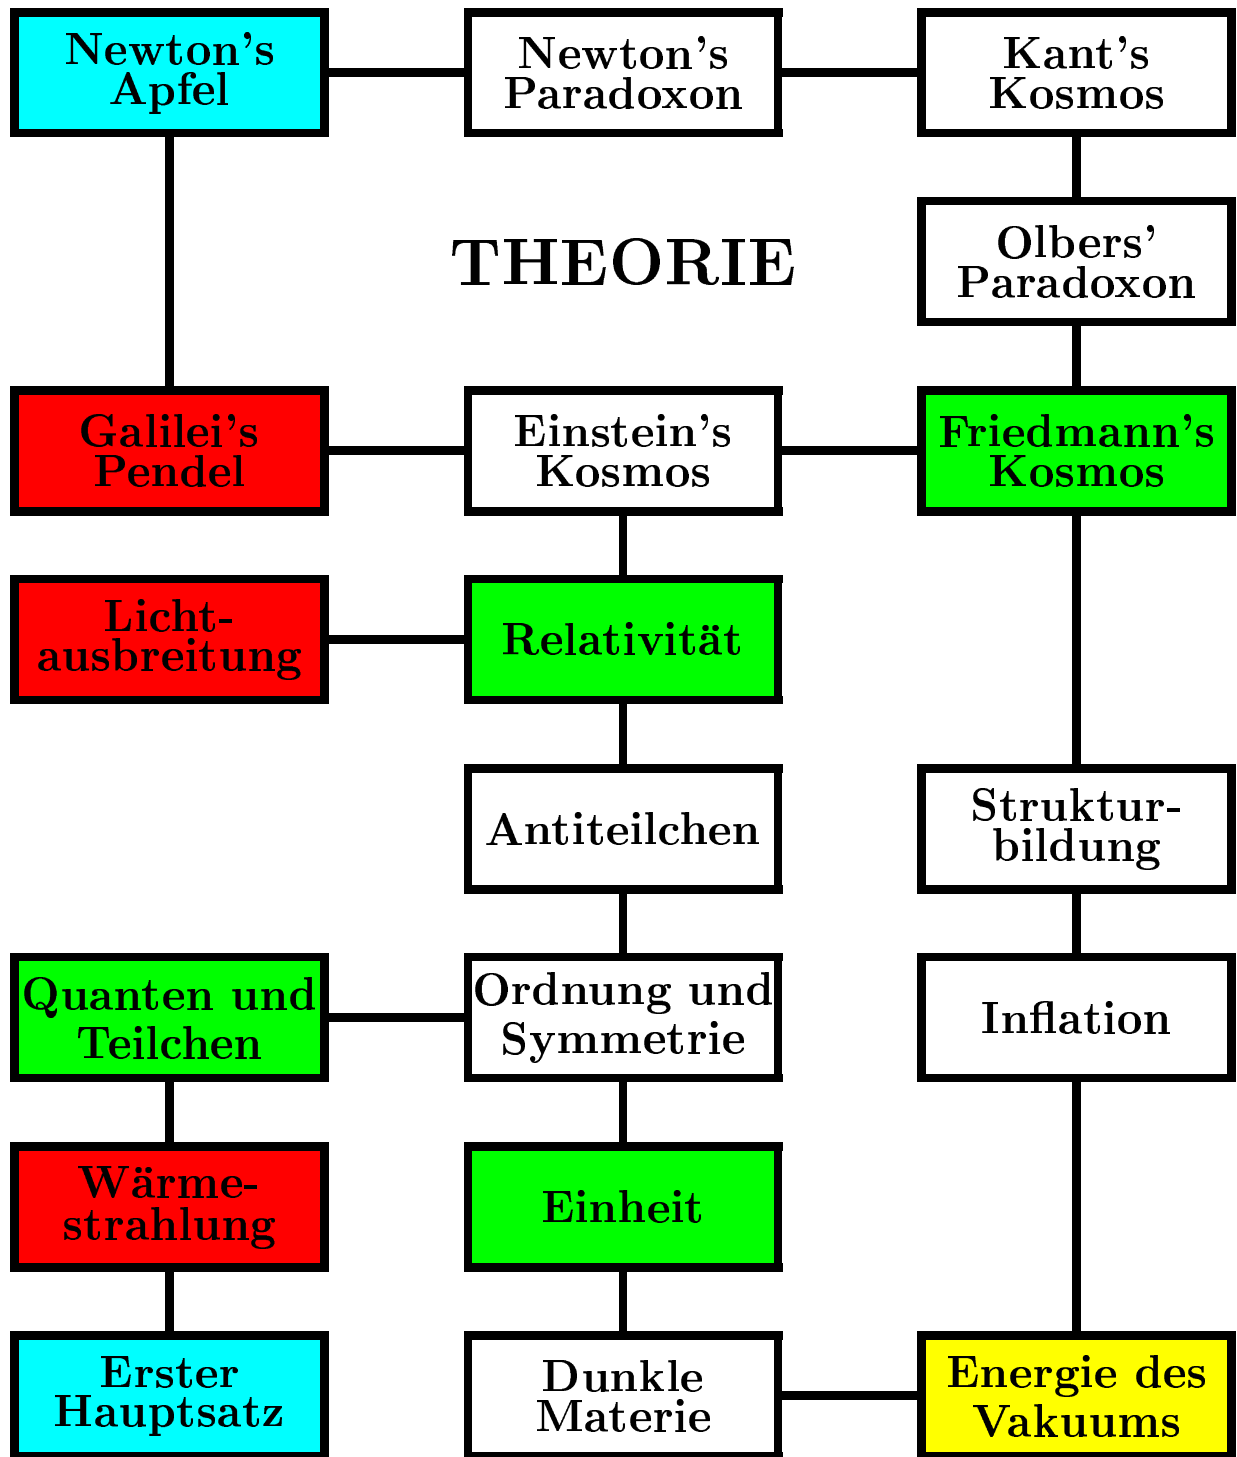 Newton's
Apfel
Newton's
Paradoxon
Kant's
Kosmos
THEORIE
Olbers'
Paradoxon
Galilei's
Pendel
Einstein's
Kosmos
Friedmann's
Kosmos
Licht-
ausbreitung
Relativität
Antiteilchen
Struktur-
bildung
Quanten und
Teilchen
Ordnung und
Symmetrie
Inflation
Wärme-
strahlung
Einheit
Erster
Hauptsatz
Dunkle
Materie
Energie des
Vakuums